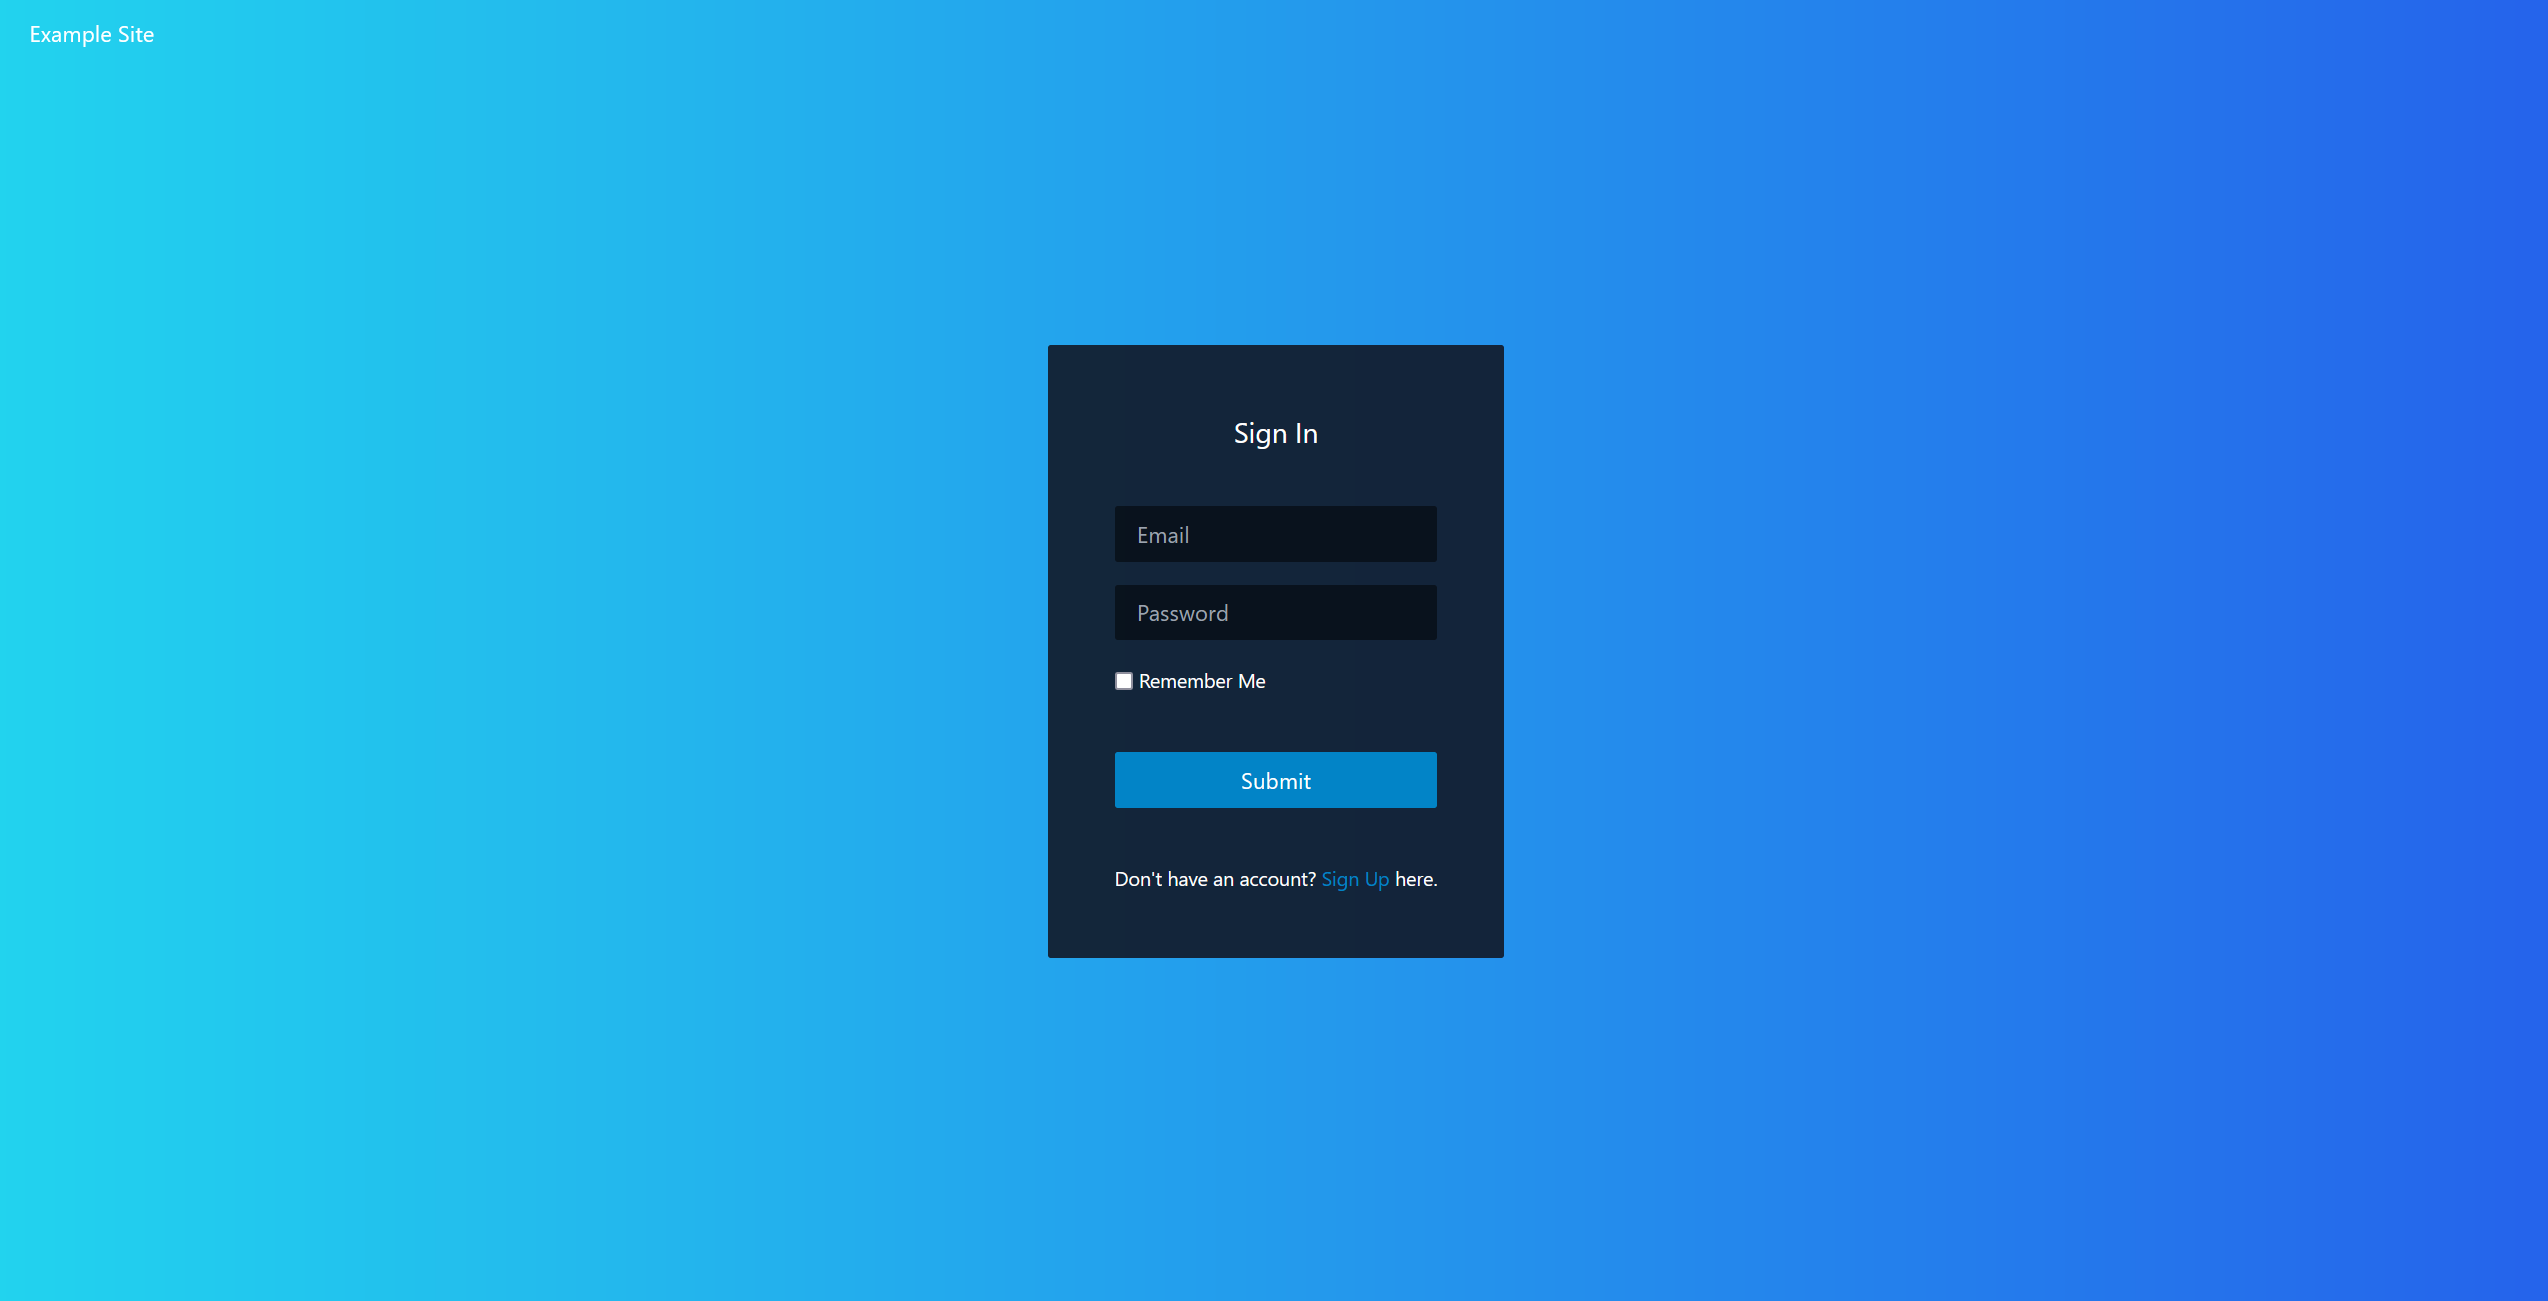 Example Site
Sign In
Email
Password
Remember Me
Submit
Don't have an account? Sign Up here.